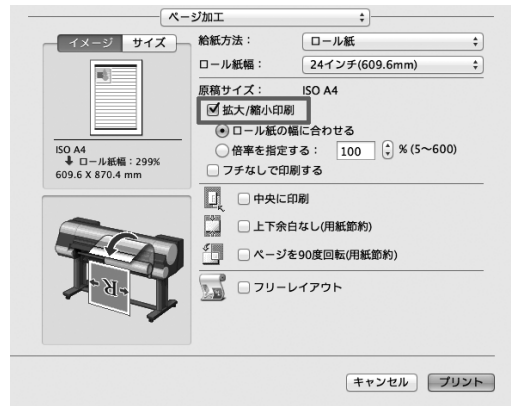 ページ加工
イメージ サイズ
給紙方法： ロール紙
ロール紙幅： 24インチ(609.6mm)
原稿サイズ： ISO A4
拡大/縮小印刷
ロール紙の幅に合わせる
倍率を指定する： 100 % (5〜600)
フチなしで印刷する
ISO A4
ロール紙幅：299%
609.6 X 870.4 mm
中央に印刷
上下余白なし(用紙節約)
ページを90度回転(用紙節約)
フリーレイアウト
R
キャンセル プリント